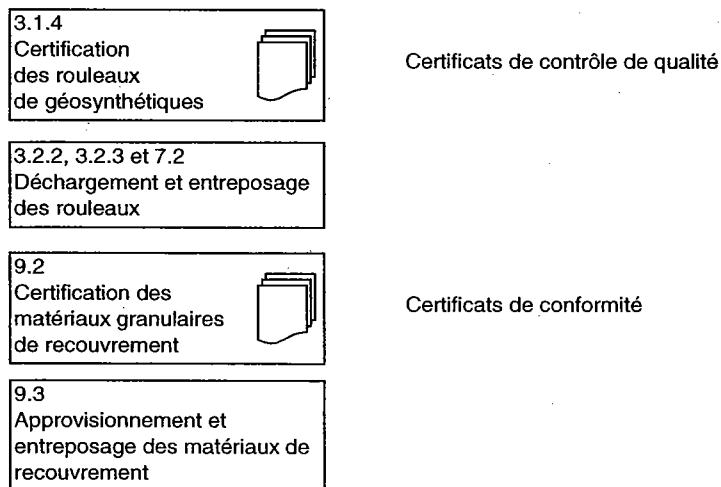 3.1.4
Certification
des rouleaux
de géosynthétiques
Certificats de contrôle de qualité
3.2.2, 3.2.3 et 7.2
Déchargement et entreposage
des rouleaux
9.2
Certification des
matériaux granulaires
de recouvrement
Certificats de conformité
9.3
Approvisionnement et
entreposage des matériaux de
recouvrement